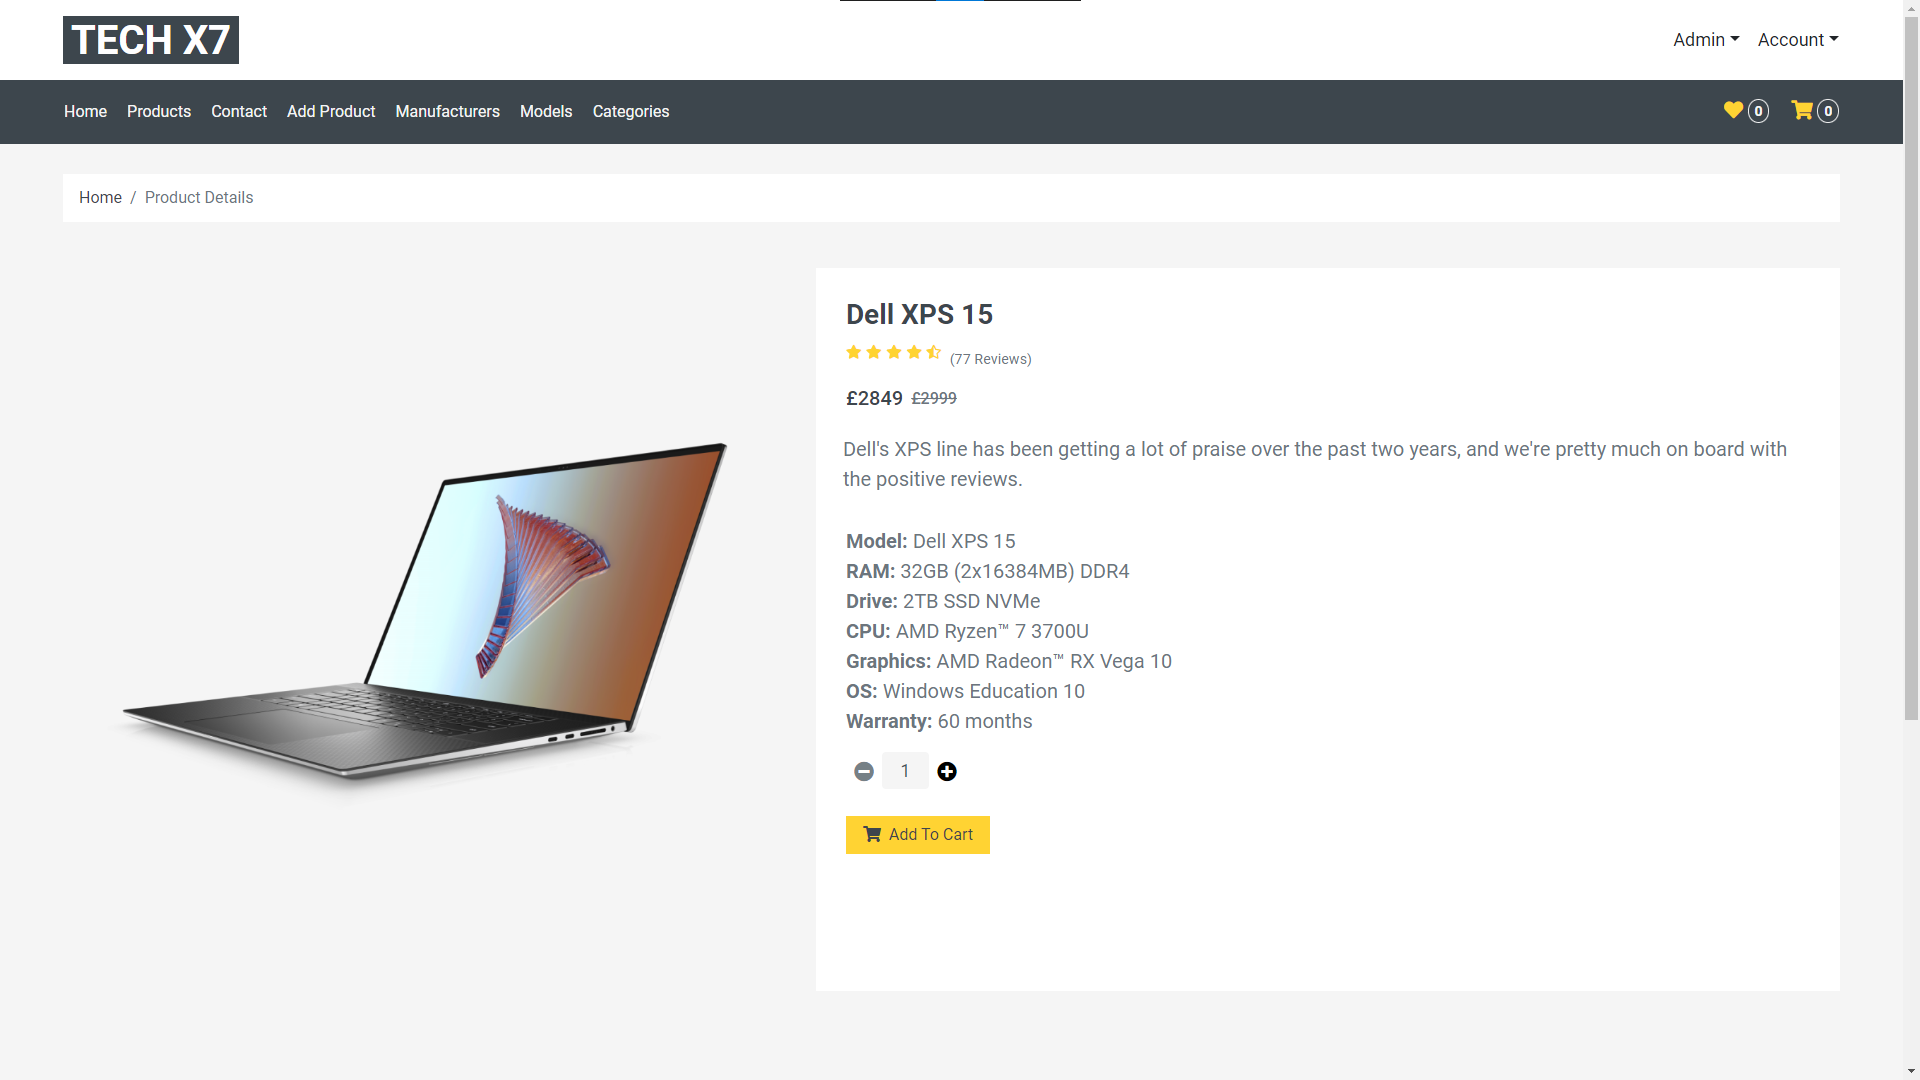 TECH X7
Admin Account
Home Products Contact Add Product Manufacturers Models Categories 0 0
Home / Product Details
Dell XPS 15
(77 Reviews)
£2849 £2999
Dell's XPS line has been getting a lot of praise over the past two years, and we're pretty much on board with
the positive reviews.
Model: Dell XPS 15
RAM: 32GB (2x16384MB) DDR4
Drive: 2TB SSD NVMe
CPU: AMD Ryzen™ 7 3700U
Graphics: AMD Radeon™ RX Vega 10
OS: Windows Education 10
Warranty: 60 months
1
Add To Cart